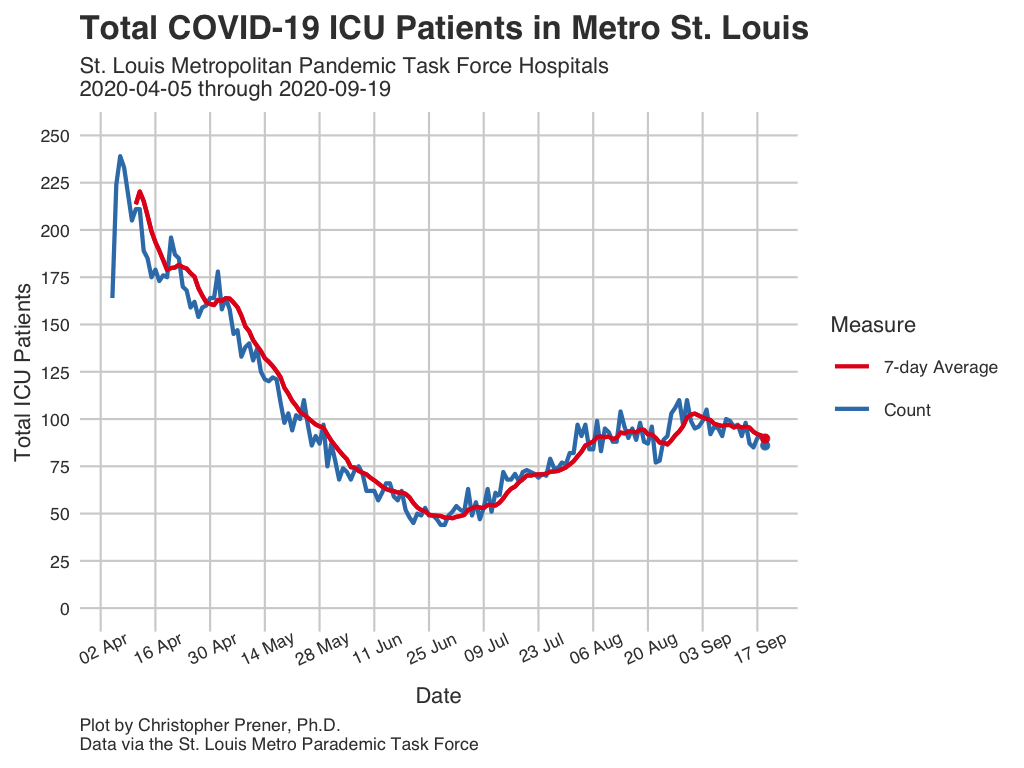 Total COVID-19 ICU Patients in Metro St. Louis
St. Louis Metropolitan Pandemic Task Force Hospitals
2020-04-05 through 2020-09-19
Total ICU Patients
250
225
200
175
150
125
100
75
50
25
0
02 Apr
16 Apr
30 Apr
14 May
28 May
11 Jun
25 Jun
09 Jul
23 Jul
06 Aug
20 Aug
03 Sep
17 Sep
Date
Measure
7-day Average
Count
Plot by Christopher Prener, Ph.D.
Data via the St. Louis Metro Parademic Task Force